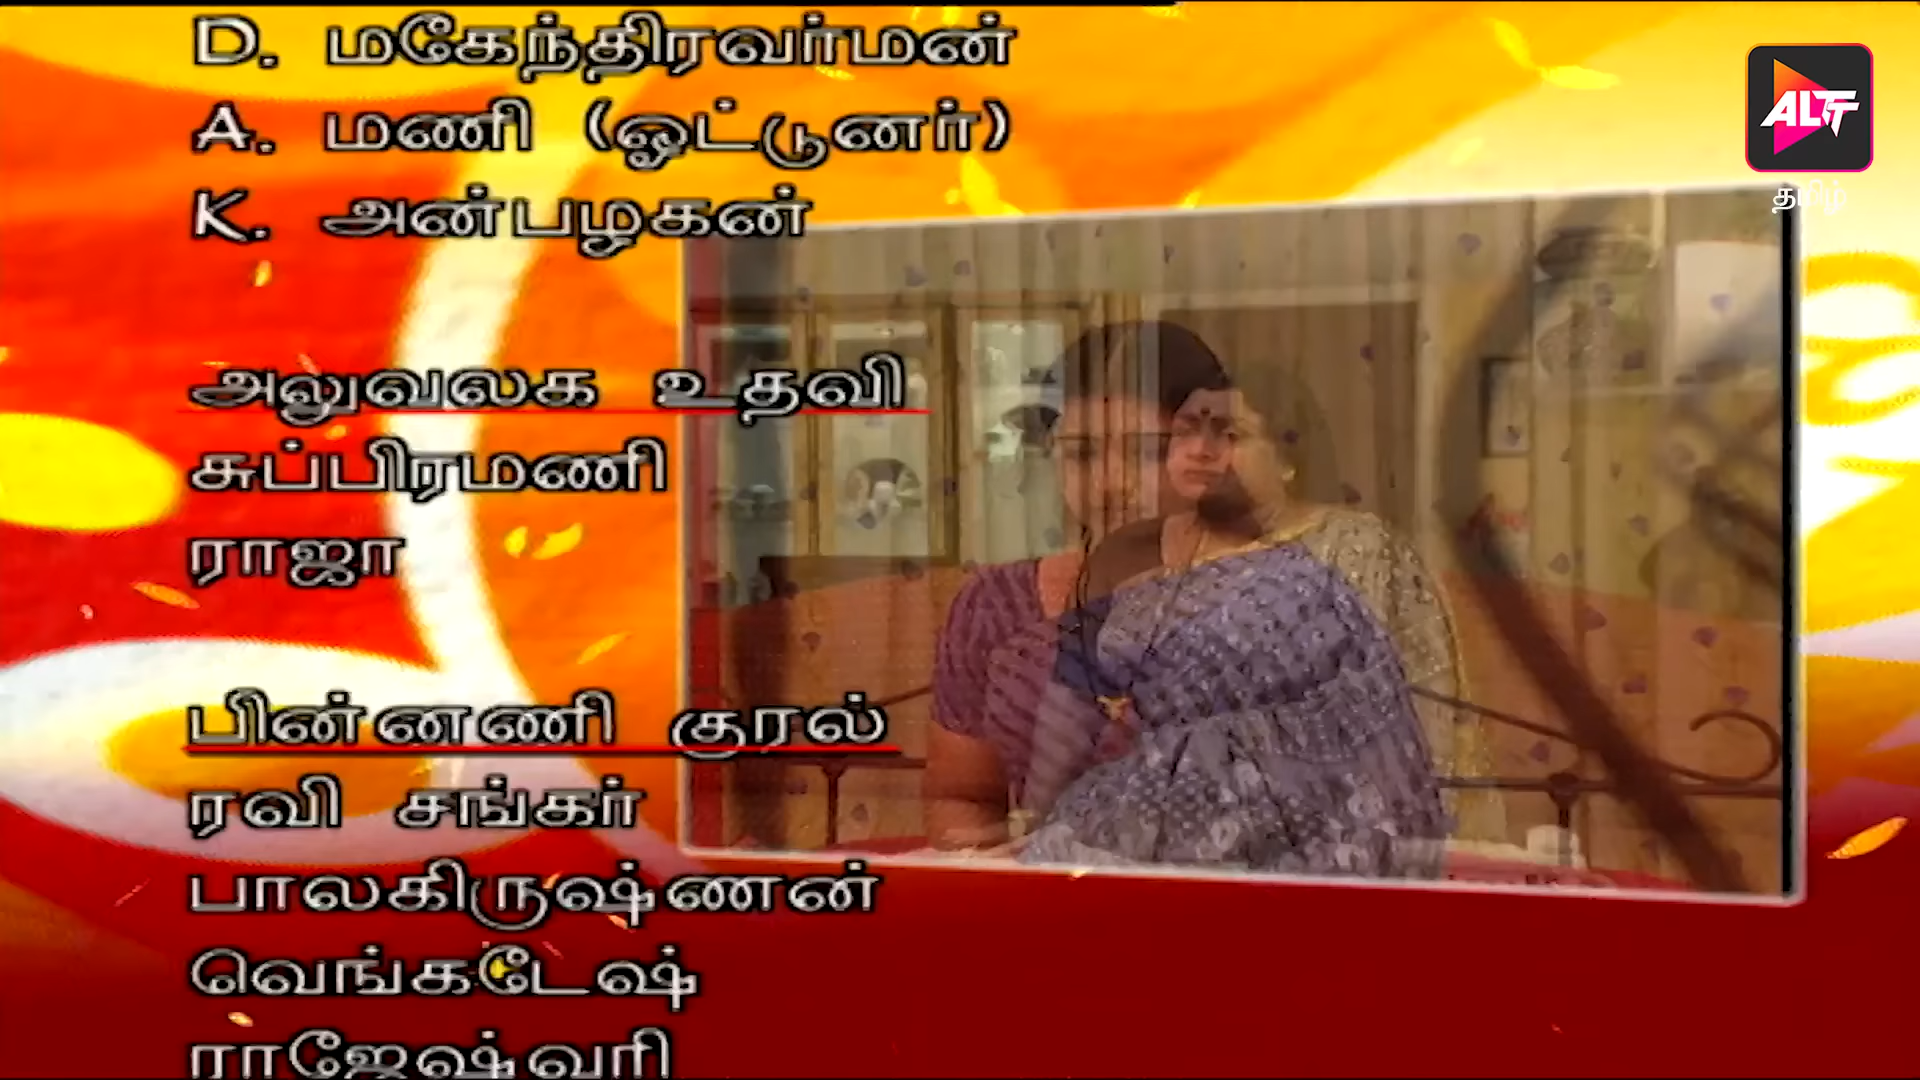 D. மகேந்திரவர்மன்
A. மணி (ஓட்டுனர்)
K. அன்பழகன்
அலுவலக உதவி
சுப்பிரமணி
ராஜா
பின்னணி குரல்
ரவி சங்கர்
பாலகிருஷ்ணன்
வெங்கடேஷ்
ராஜேஷ்வரி
ALTT
தமிழ்